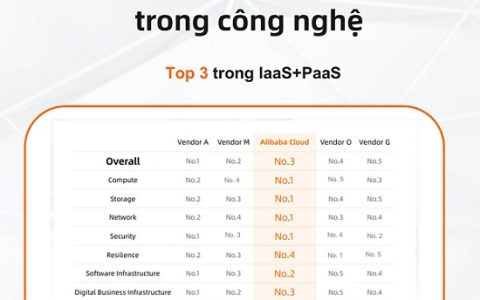 trong công nghệ
Top 3 trong IaaS+PaaS
Vendor A Vendor M Alibaba Cloud Vendor O Vendor G
Overall No.1 No.2 No.3 No.4 No.5
Compute No.2 No. 4 No.1 No. 5 No.3
Storage No.2 No.3 No.1 No.5 No.4
Network No.2 No.4 No.1 No.3 No.4
Security No.1 No. 3 No.1 No. 4 No. 2
Resilience No.2 No.3 No.4 No. 1 No. 5
Software Infrastructure No.1 No.3 No.2 No.5 No.4
Digital Business Infrastructure No.1 No.2 No.3 No.5 No.4